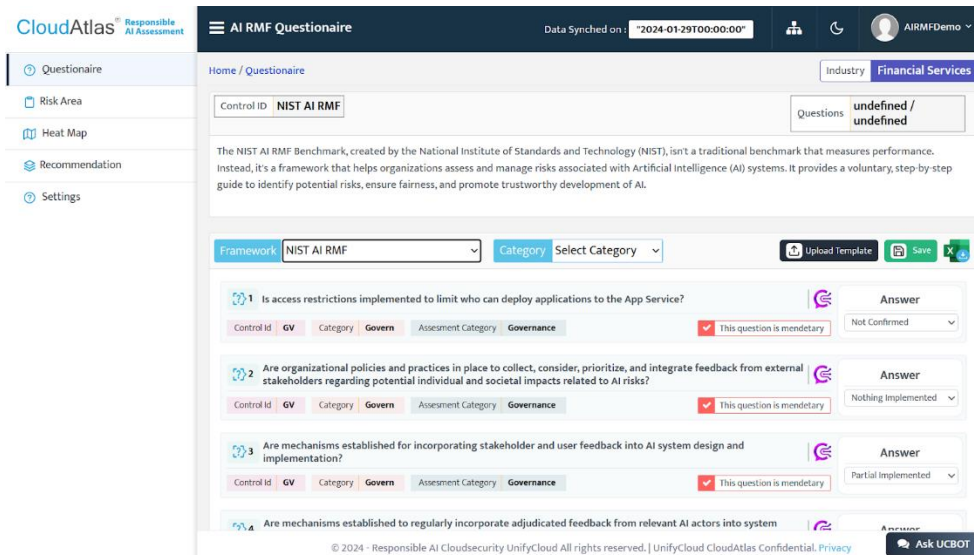 CloudAtlas® Responsible AI Assessment
AI RMF Questionaire
Data Synched on : "2024-01-29T00:00:00"
AIRMFDemo
Questionaire
Risk Area
Heat Map
Recommendation
Settings
Home / Questionaire
Industry Financial Services
Control ID NIST AI RMF
Questions undefined /
undefined
The NIST AI RMF Benchmark, created by the National Institute of Standards and Technology (NIST), isn't a traditional benchmark that measures performance.
Instead, it's a framework that helps organizations assess and manage risks associated with Artificial Intelligence (AI) systems. It provides a voluntary, step-by-step
guide to identify potential risks, ensure fairness, and promote trustworthy development of AI.
Framework NIST AI RMF Category Select Category Upload Template Save
1 Is access restrictions implemented to limit who can deploy applications to the App Service?
Answer
Control Id GV Category Govern Assesment Category Governance This question is mendetary
Not Confirmed
2 Are organizational policies and practices in place to collect, consider, prioritize, and integrate feedback from external
stakeholders regarding potential individual and societal impacts related to AI risks?
Answer
Control Id GV Category Govern Assesment Category Governance This question is mendetary
Nothing Implemented
3 Are mechanisms established for incorporating stakeholder and user feedback into AI system design and
implementation?
Answer
Control Id GV Category Govern Assesment Category Governance This question is mendetary
Partial Implemented
4 Are mechanisms established to regularly incorporate adjudicated feedback from relevant AI actors into system
Answer
© 2024 - Responsible AI Cloudsecurity UnifyCloud All rights reserved. | UnifyCloud CloudAtlas Confidential. Privacy
Ask UCBOT